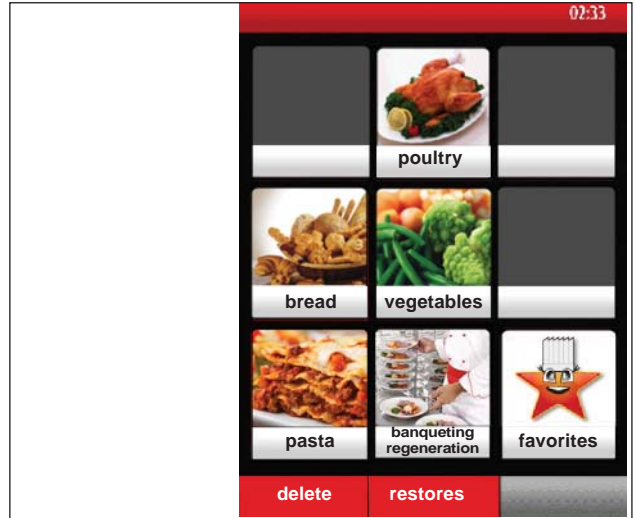 02:33
poultry
bread
vegetables
pasta
banqueting
regeneration
favorites
delete
restores